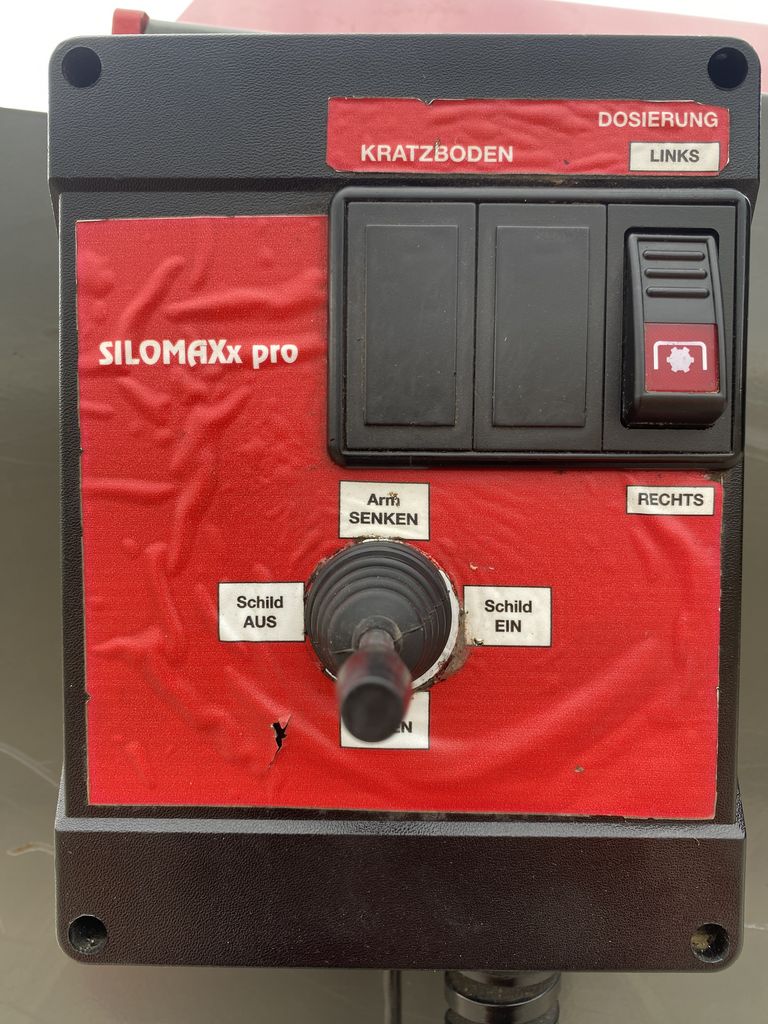 DOSIERUNG
KRATZBODEN
LINKS
SILOMAXx pro
Arm
SENKEN
RECHTS
Schild
AUS
Schild
EIN